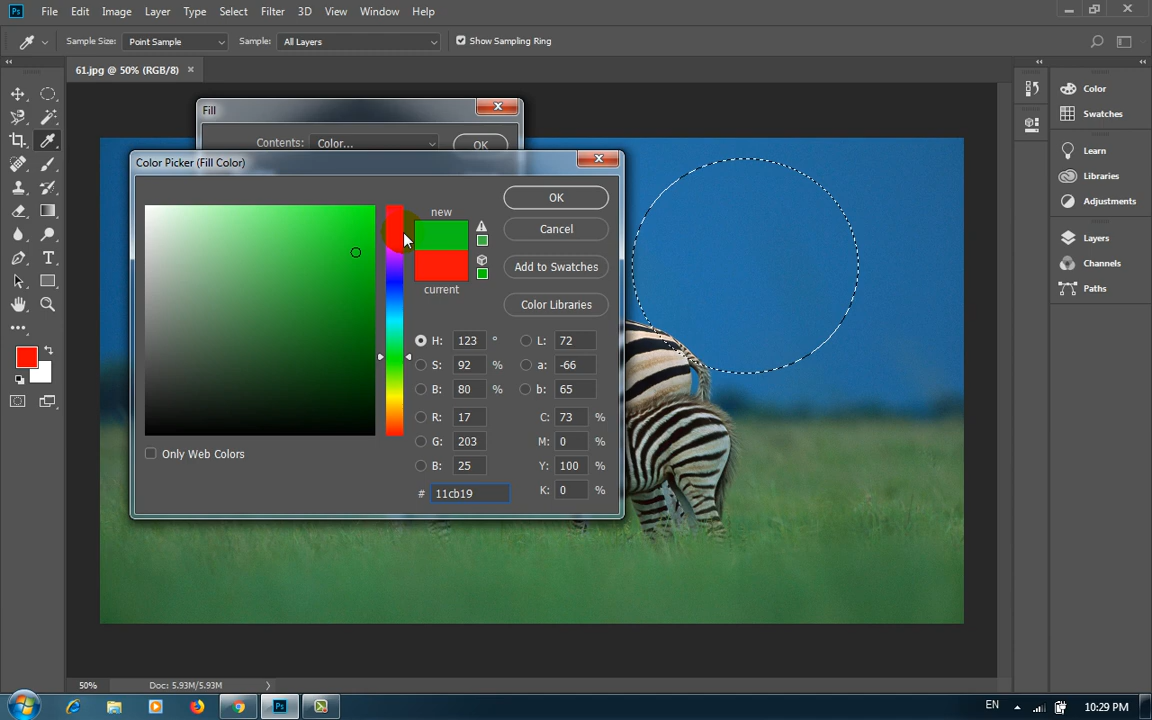 Ps File Edit Image Layer Type Select Filter 3D View Window Help
Sample Size: Point Sample Sample: All Layers Show Sampling Ring
61.jpg @ 50% (RGB/8) ×
Fill
Contents: Color... OK
Color Picker (Fill Color)
new
current
OK
Cancel
Add to Swatches
Color Libraries
H: 123 ° L: 72
S: 92 % a: -66
B: 80 % b: 65
R: 17 C: 73 %
G: 203 M: 0 %
B: 25 Y: 100 %
# 11cb19 K: 0 %
Only Web Colors
Color
Swatches
Learn
Libraries
Adjustments
Layers
Channels
Paths
50% Doc: 5.93M/5.93M
Ps EN 10:29 PM